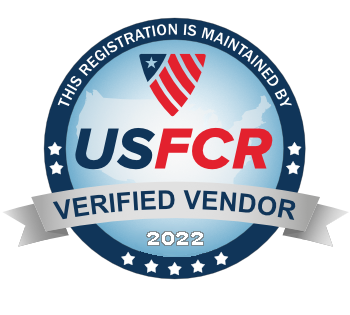 THIS REGISTRATION IS MAINTAINED BY
USFCR
VERIFIED VENDOR
2022